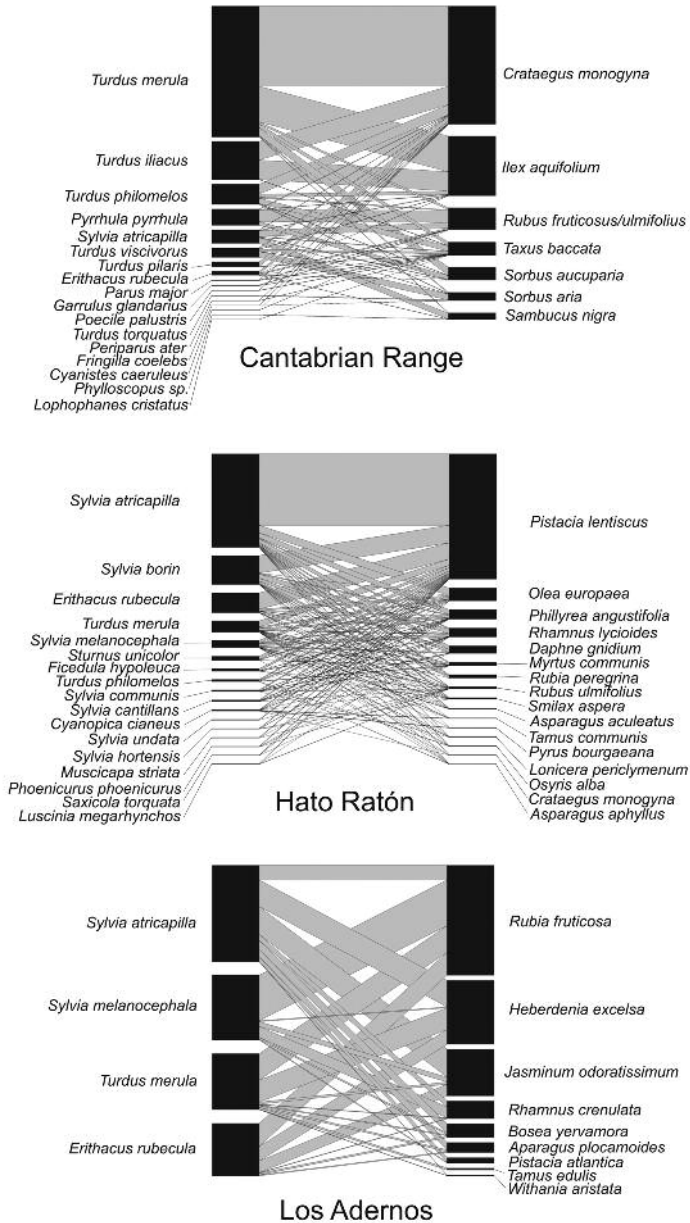 Turdus merula
Crataegus monogyna
Turdus iliacus
Ilex aquifolium
Turdus philomelos
Pyrrhula pyrrhula
Rubus fruticosus/ulmifolius
Sylvia atricapilla
Turdus viscivorus
Taxus baccata
Turdus pilaris
Erithacus rubecula
Sorbus aucuparia
Parus major
Sorbus aria
Garrulus glandarius
Poecile palustris
Sambucus nigra
Turdus torquatus
Periparus ater
Fringilla coelebs
Cyanistes caeruleus
Phylloscopus sp.
Lophophanes cristatus
Cantabrian Range
Sylvia atricapilla
Pistacia lentiscus
Sylvia borin
Olea europaea
Erithacus rubecula
Phillyrea angustifolia
Turdus merula
Rhamnus lycioides
Sylvia melanocephala
Daphne gnidium
Sturnus unicolor
Myrtus communis
Ficedula hypoleuca
Rubia peregrina
Turdus philomelos
Rubus ulmifolius
Sylvia communis
Smilax aspera
Sylvia cantillans
Asparagus aculeatus
Cyanopica cianeus
Tamus communis
Sylvia undata
Pyrus bourgaeana
Sylvia hortensis
Lonicera periclymenum
Muscicapa striata
Osyris alba
Phoenicurus phoenicurus
Crataegus monogyna
Saxicola torquata
Asparagus aphyllus
Luscinia megarhynchos
Hato Ratón
Sylvia atricapilla
Rubia fruticosa
Sylvia melanocephala
Heberdenia excelsa
Turdus merula
Jasminum odoratissimum
Rhamnus crenulata
Bosea yervamora
Erithacus rubecula
Aparagus plocamoides
Pistacia atlantica
Tamus edulis
Withania aristata
Los Adernos